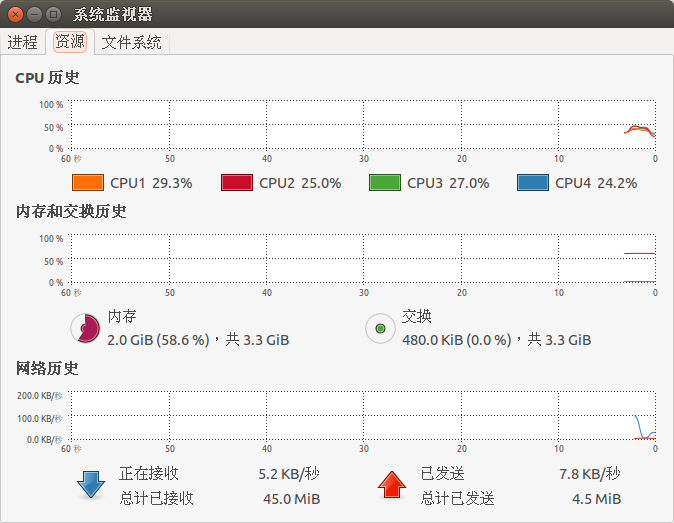 系统监视器
进程 资源 文件系统
CPU 历史
100 %
50 %
0 %
60 秒 50 40 30 20 10 0
CPU1 29.3% CPU2 25.0% CPU3 27.0% CPU4 24.2%
内存和交换历史
100 %
50 %
0 %
60 秒 50 40 30 20 10 0
内存 交换
2.0 GiB (58.6 %)，共 3.3 GiB 480.0 KiB (0.0 %)，共 3.3 GiB
网络历史
200.0 KB/秒
100.0 KB/秒
0.0 KB/秒
60 秒 50 40 30 20 10 0
正在接收 5.2 KB/秒 已发送 7.8 KB/秒
总计已接收 45.0 MiB 总计已发送 4.5 MiB